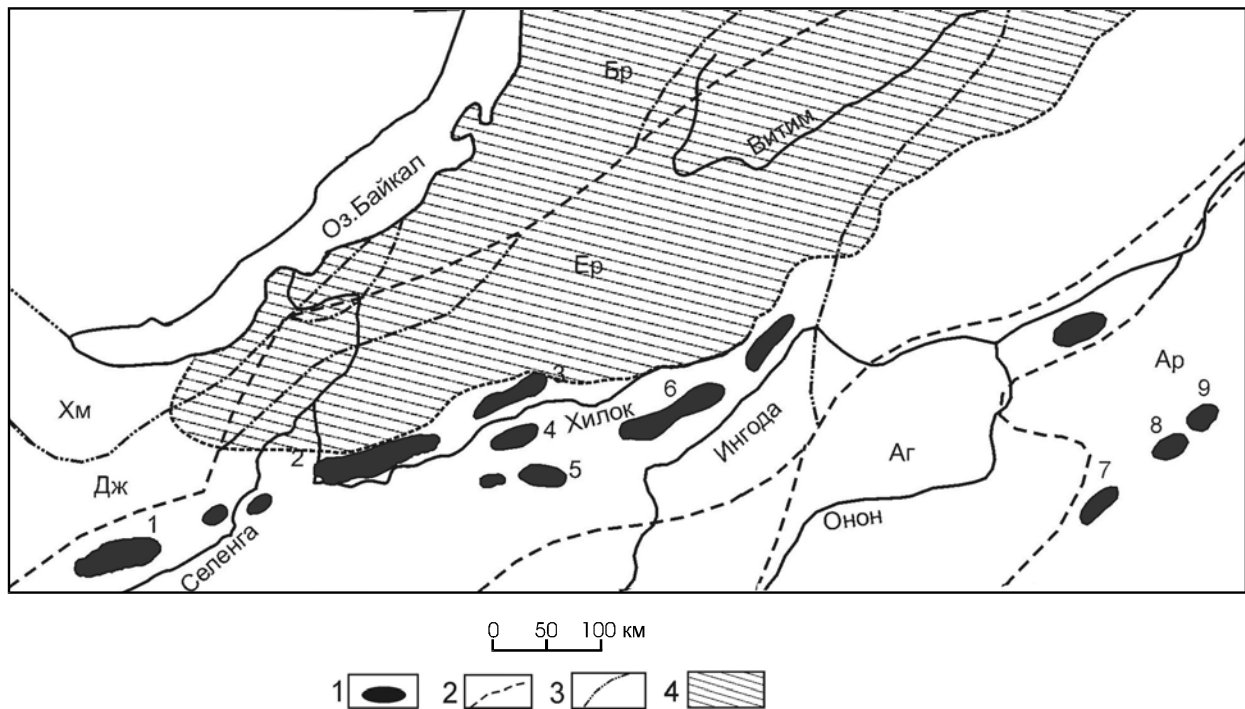 Бр
Витим
Оз.Байкал
Ер
Ар
Хм
3
6
9
Хилок
4
8
Ингода
2
Аг
5
Дж
7
1
Онон
Селенга
0 50 100 км
1 2 3 4